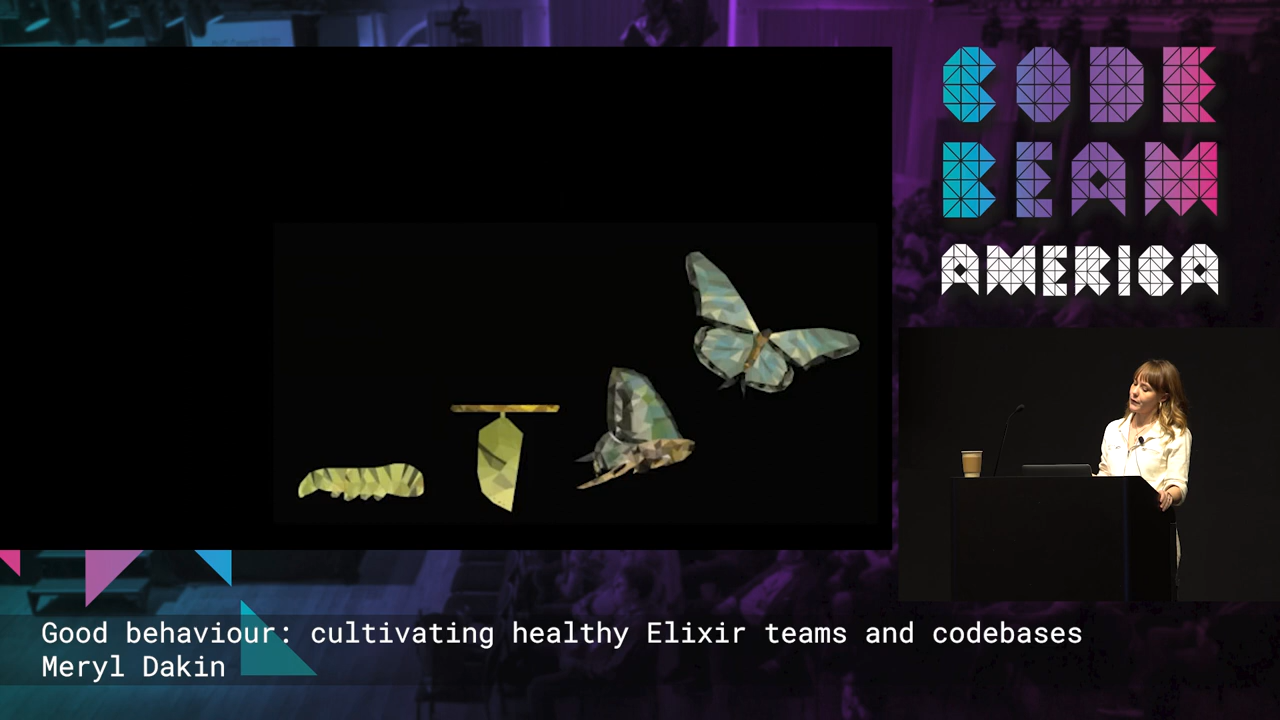 CODE
BEAM
AMERICA
Good behaviour: cultivating healthy Elixir teams and codebases
Meryl Dakin